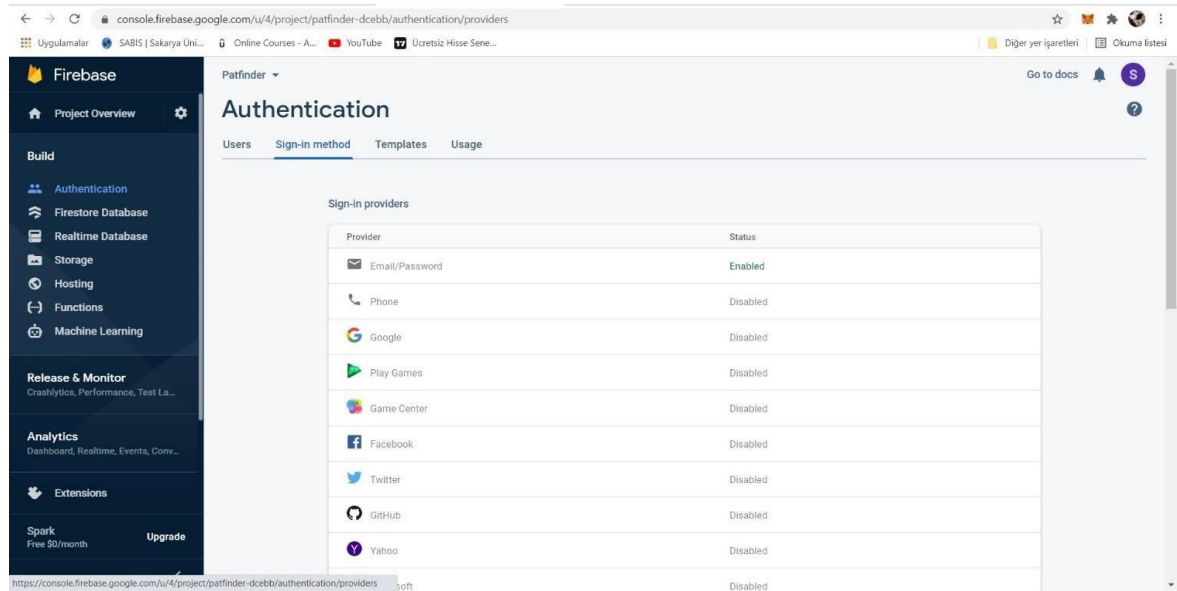 console.firebase.google.com/u/4/project/patfinder-dcebb/authentication/providers
Uygulamalar SABIS | Sakarya Üni... Online Courses - A... YouTube Ücretsiz Hisse Sene... Diğer yer işaretleri Okuma listesi
Firebase
Project Overview
Build
Authentication
Firestore Database
Realtime Database
Storage
Hosting
Functions
Machine Learning
Release & Monitor
Crashlytics, Performance, Test La...
Analytics
Dashboard, Realtime, Events, Conv...
Extensions
Spark
Free $0/month
Upgrade
Patfinder
Go to docs
S
Authentication
Users Sign-in method Templates Usage
Sign-in providers
Provider Status
Email/Password Enabled
Phone Disabled
Google Disabled
Play Games Disabled
Game Center Disabled
Facebook Disabled
Twitter Disabled
GitHub Disabled
Yahoo Disabled
soft Disabled
https://console.firebase.google.com/u/4/project/patfinder-dcebb/authentication/providers